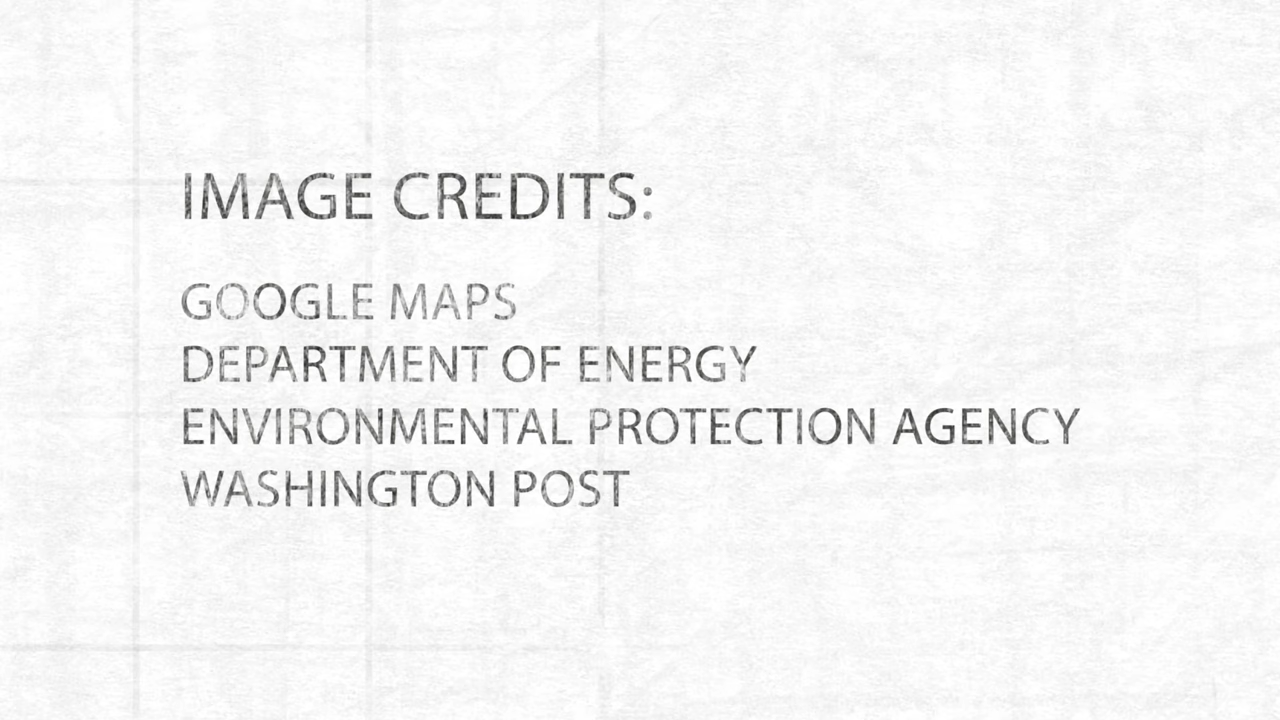 IMAGE CREDITS:
GOOGLE MAPS
DEPARTMENT OF ENERGY
ENVIRONMENTAL PROTECTION AGENCY
WASHINGTON POST